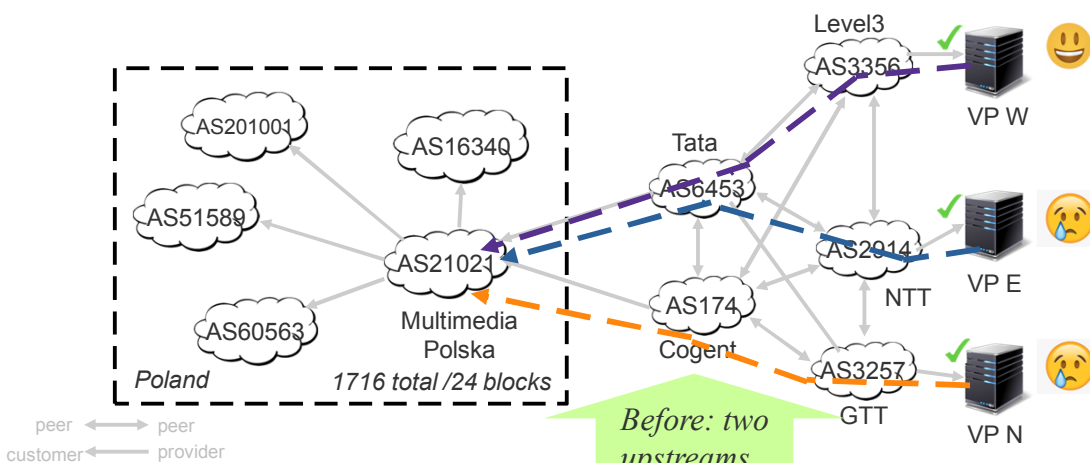 Level3
AS3356
VP W
AS201001
AS16340
Tata
AS6453
AS51589
AS21021
AS2914
NTT
VP E
AS174
Cogent
AS60563
Multimedia
Polska
AS3257
GTT
VP N
Poland
1716 total /24 blocks
Before: two
upstreams
peer
peer
customer
provider